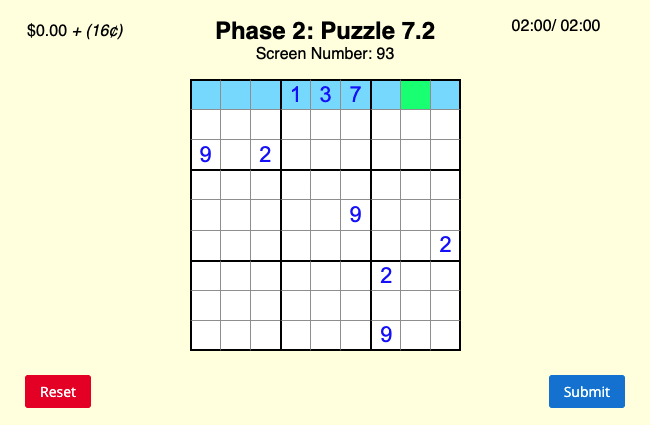 $0.00 + (16¢)
Phase 2: Puzzle 7.2
02:00/ 02:00
Screen Number: 93
1 3 7
9 2
9
2
2
9
Reset
Submit